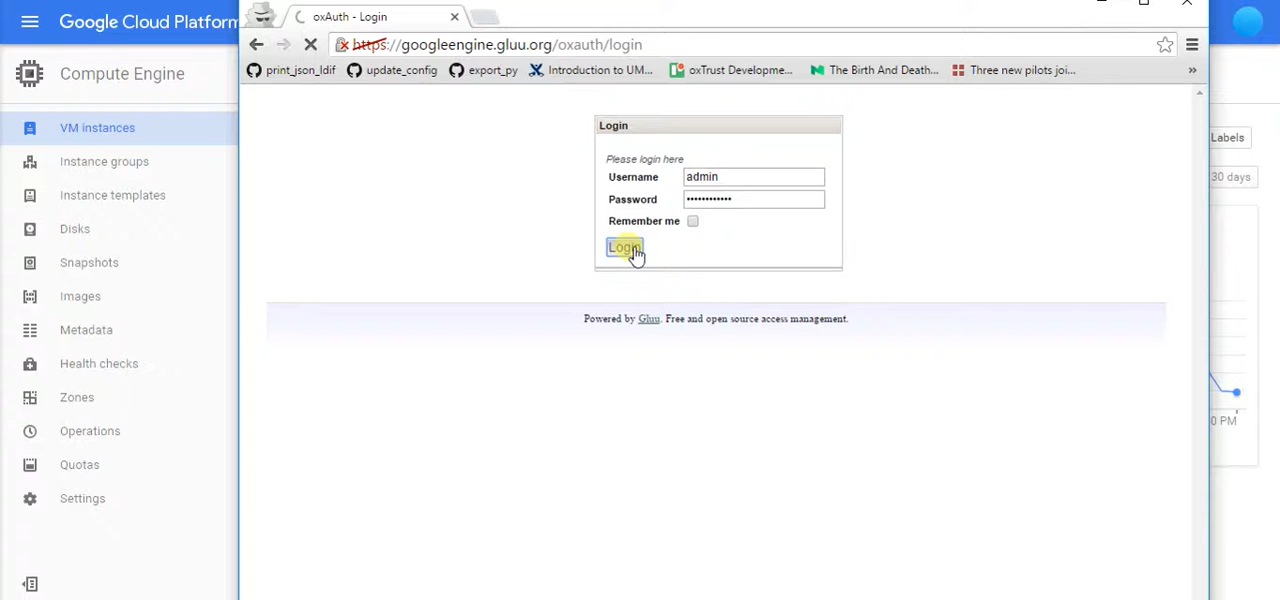 Google Cloud Platform
Compute Engine
VM instances
Instance groups
Instance templates
Disks
Snapshots
Images
Metadata
Health checks
Zones
Operations
Quotas
Settings
oxAuth - Login
https://googleengine.gluu.org/oxauth/login
print_json_ldif
update_config
export_py
Introduction to UM...
oxTrust Developme...
The Birth And Death...
Three new pilots joi...
»
Login
Please login here
Username admin
Password ••••••••••••
Remember me
Login
Powered by Gluu. Free and open source access management.
Labels
30 days
0 PM